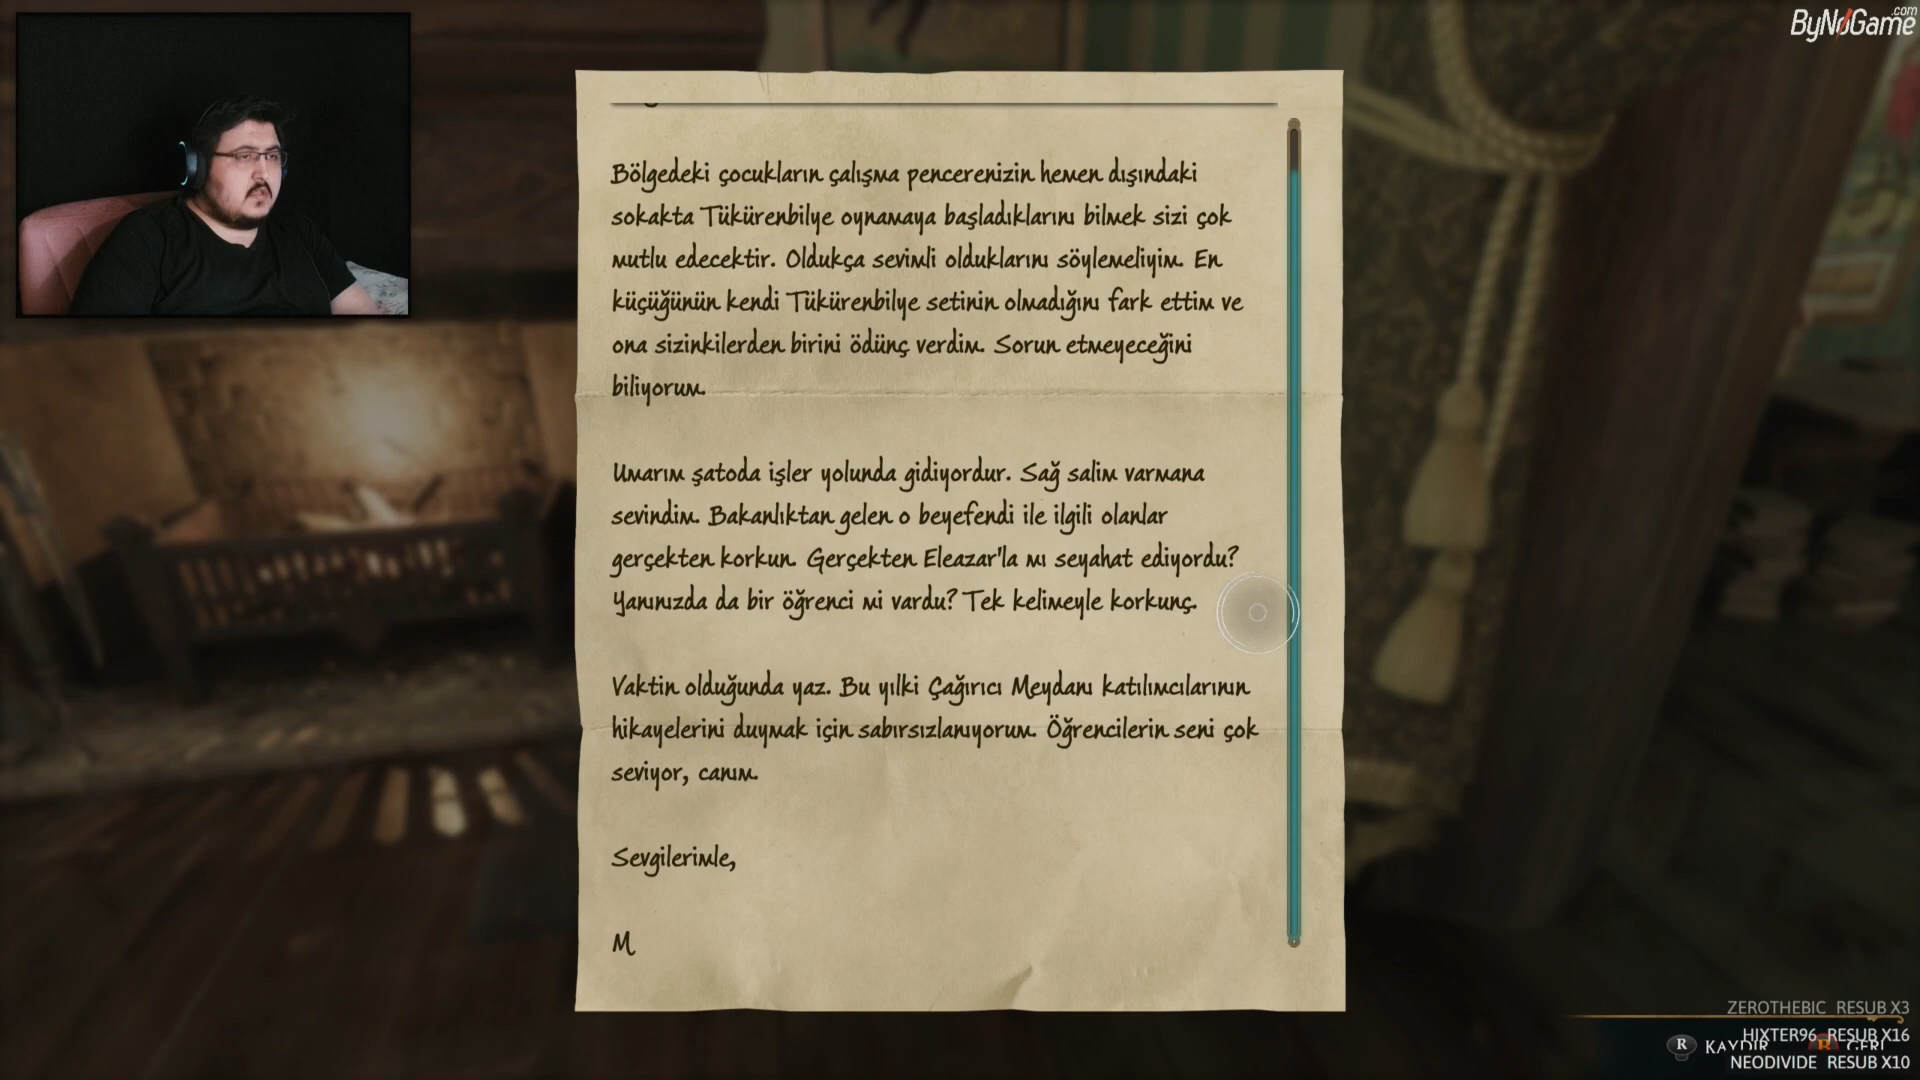 ByNoGame.com
Bölgedeki çocukların çalışma pencerenizin hemen dışındaki
sokakta Tükürenbilye oynamaya başladıklarını bilmek sizi çok
mutlu edecektir. Oldukça sevimli olduklarını söylemeliyim. En
küçüğünün kendi Tükürenbilye setinin olmadığını fark ettim ve
ona sizinkilerden birini ödünç verdim. Sorun etmeyeceğini
biliyorum.
Umarım şatoda işler yolunda gidiyordur. Sağ salim varmana
sevindim. Bakanlıktan gelen o beyefendi ile ilgili olanlar
gerçekten korkun. Gerçekten Eleazar'la mı seyahat ediyordu?
Yanınızda da bir öğrenci mi vardu? Tek kelimeyle korkunç.
Vaktin olduğunda yaz. Bu yılki Çağırıcı Meydanı katılımcılarının
hikayelerini duymak için sabırsızlanıyorum. Öğrencilerin seni çok
seviyor, canım.
Sevgilerimle,
M
ZEROTHEBIC RESUB X3
HIXTER96 RESUB X16
R KAYDIR R GERİ
NEODIVIDE RESUB X10